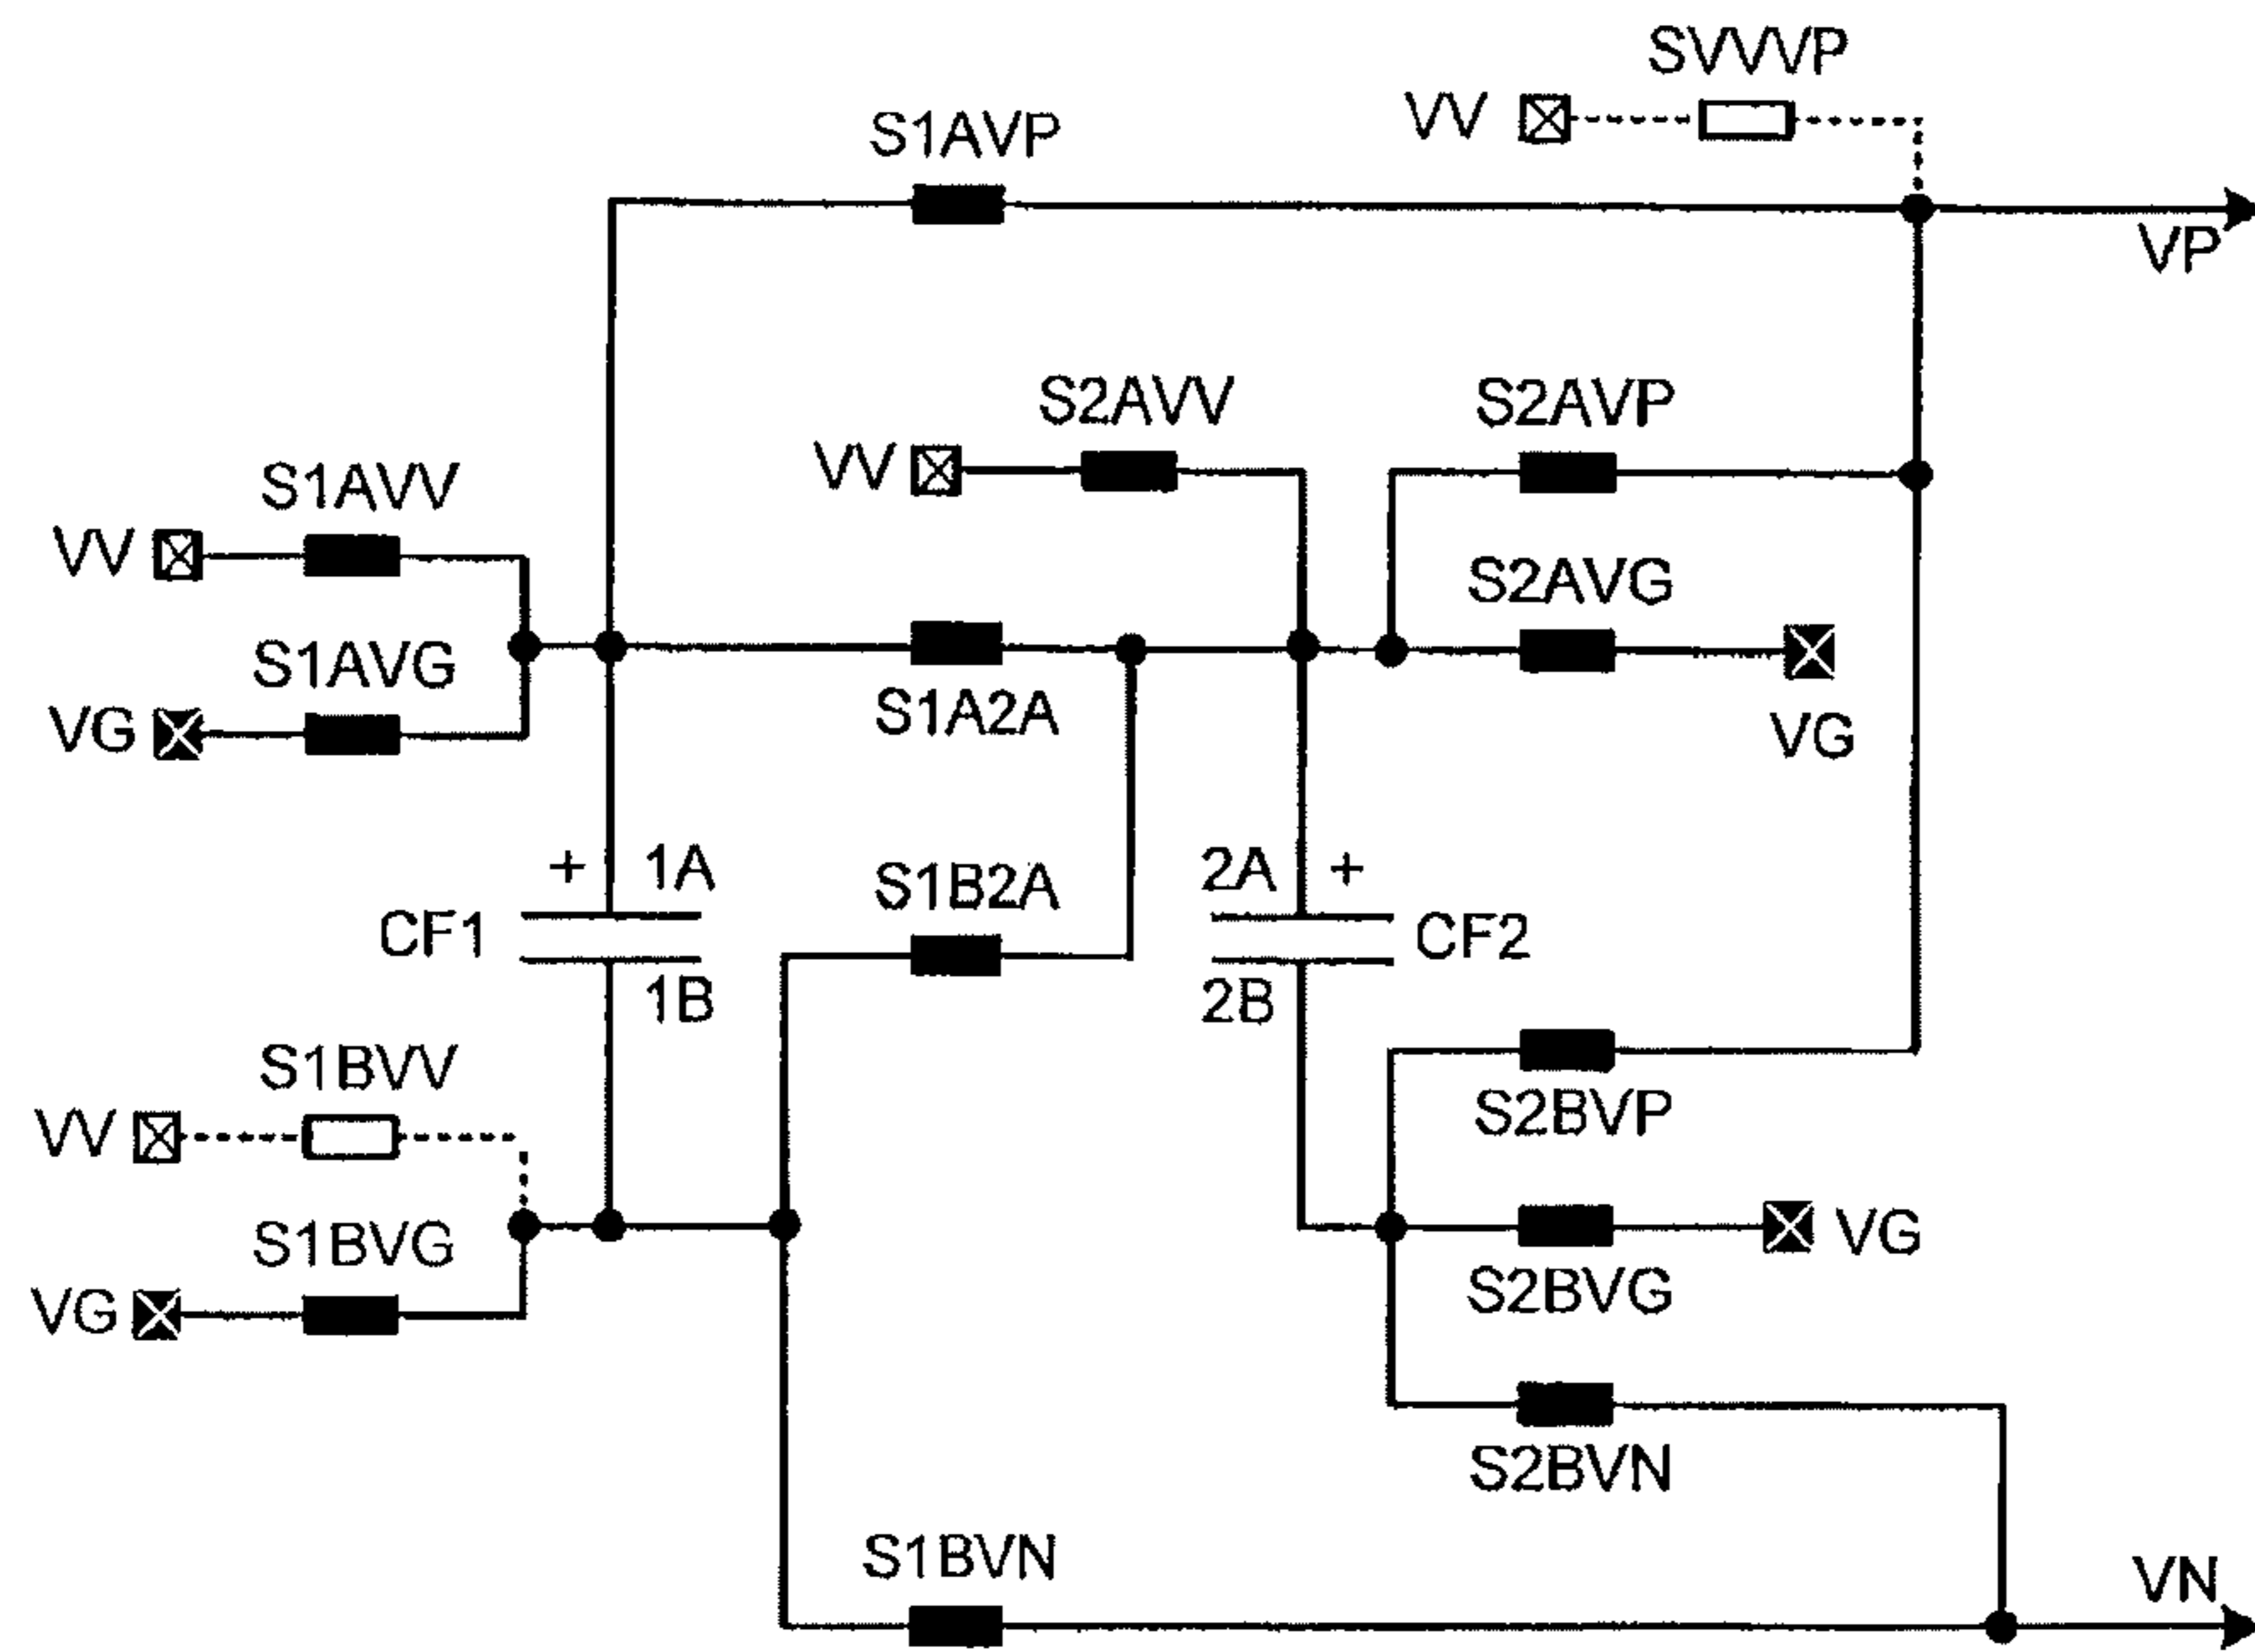 SVVVP
VV
S1AVP
VP
S2AVV
S2AVP
VV
S1AVV
VV
S2AVG
S1AVG
VG
S1A2A
VG
+ 1A
S1B2A
2A +
CF1
CF2
1B
2B
S1BVV
VV
S2BVP
VG
S1BVG
S2BVG
VG
S2BVN
S1BVN
VN